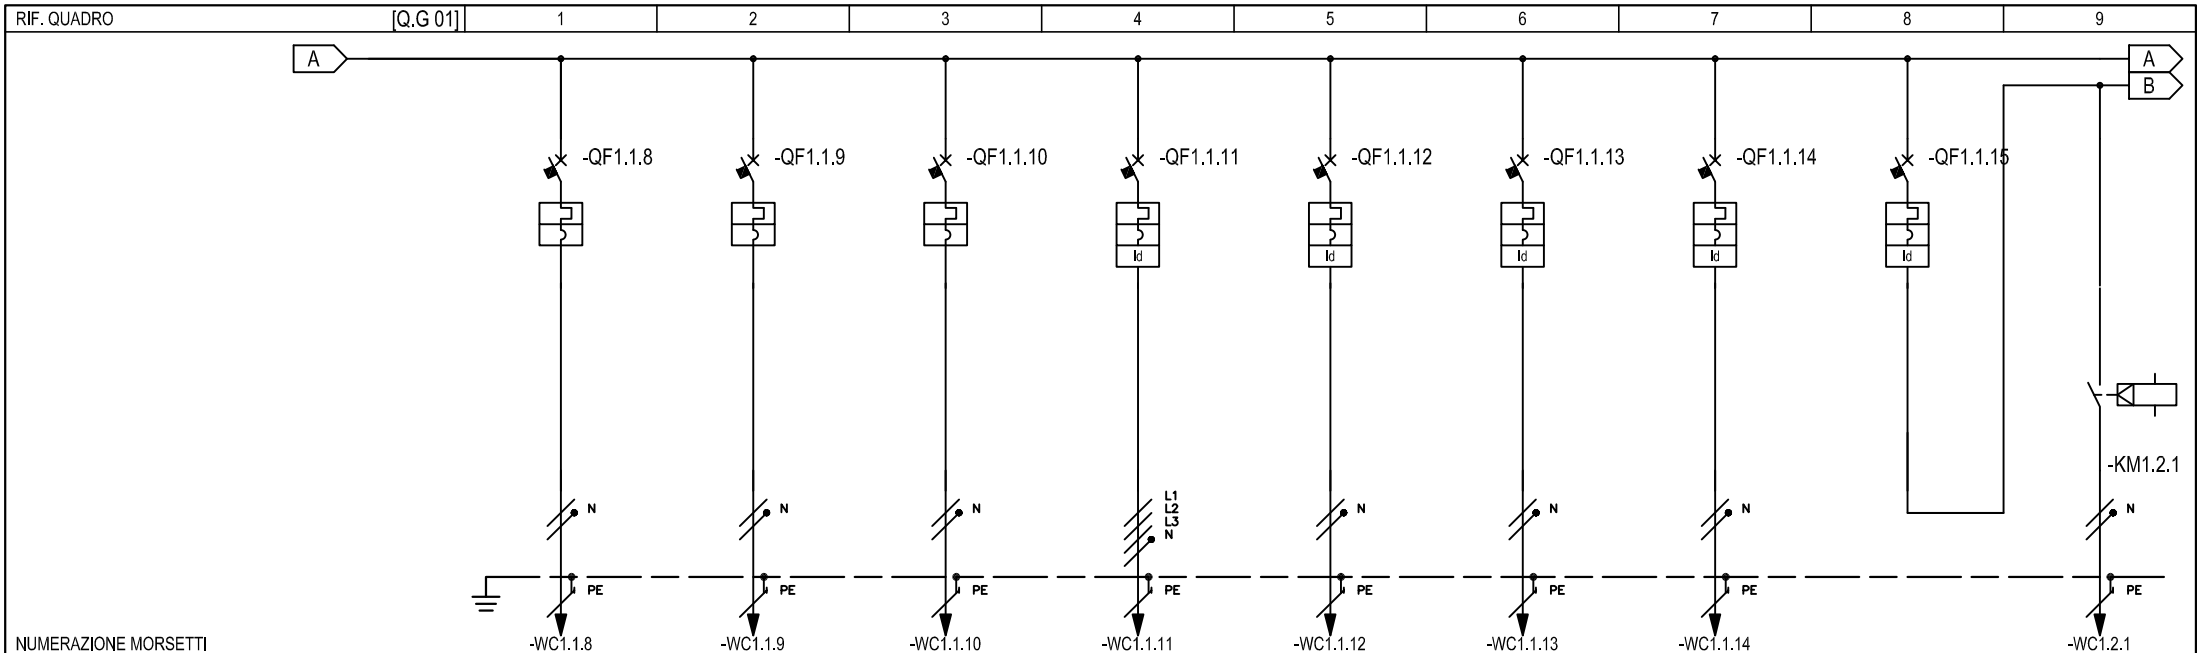 RIF. QUADRO [Q.G 01] 1 2 3 4 5 6 7 8 9
A A
B
-QF1.1.8 -QF1.1.9 -QF1.1.10 -QF1.1.11 -QF1.1.12 -QF1.1.13 -QF1.1.14 -QF1.1.15
Id Id Id Id Id
-KM1.2.1
L1
L2
L3
N N N N N N N N
PE PE PE PE PE PE PE PE
NUMERAZIONE MORSETTI -WC1.1.8 -WC1.1.9 -WC1.1.10 -WC1.1.11 -WC1.1.12 -WC1.1.13 -WC1.1.14 -WC1.2.1